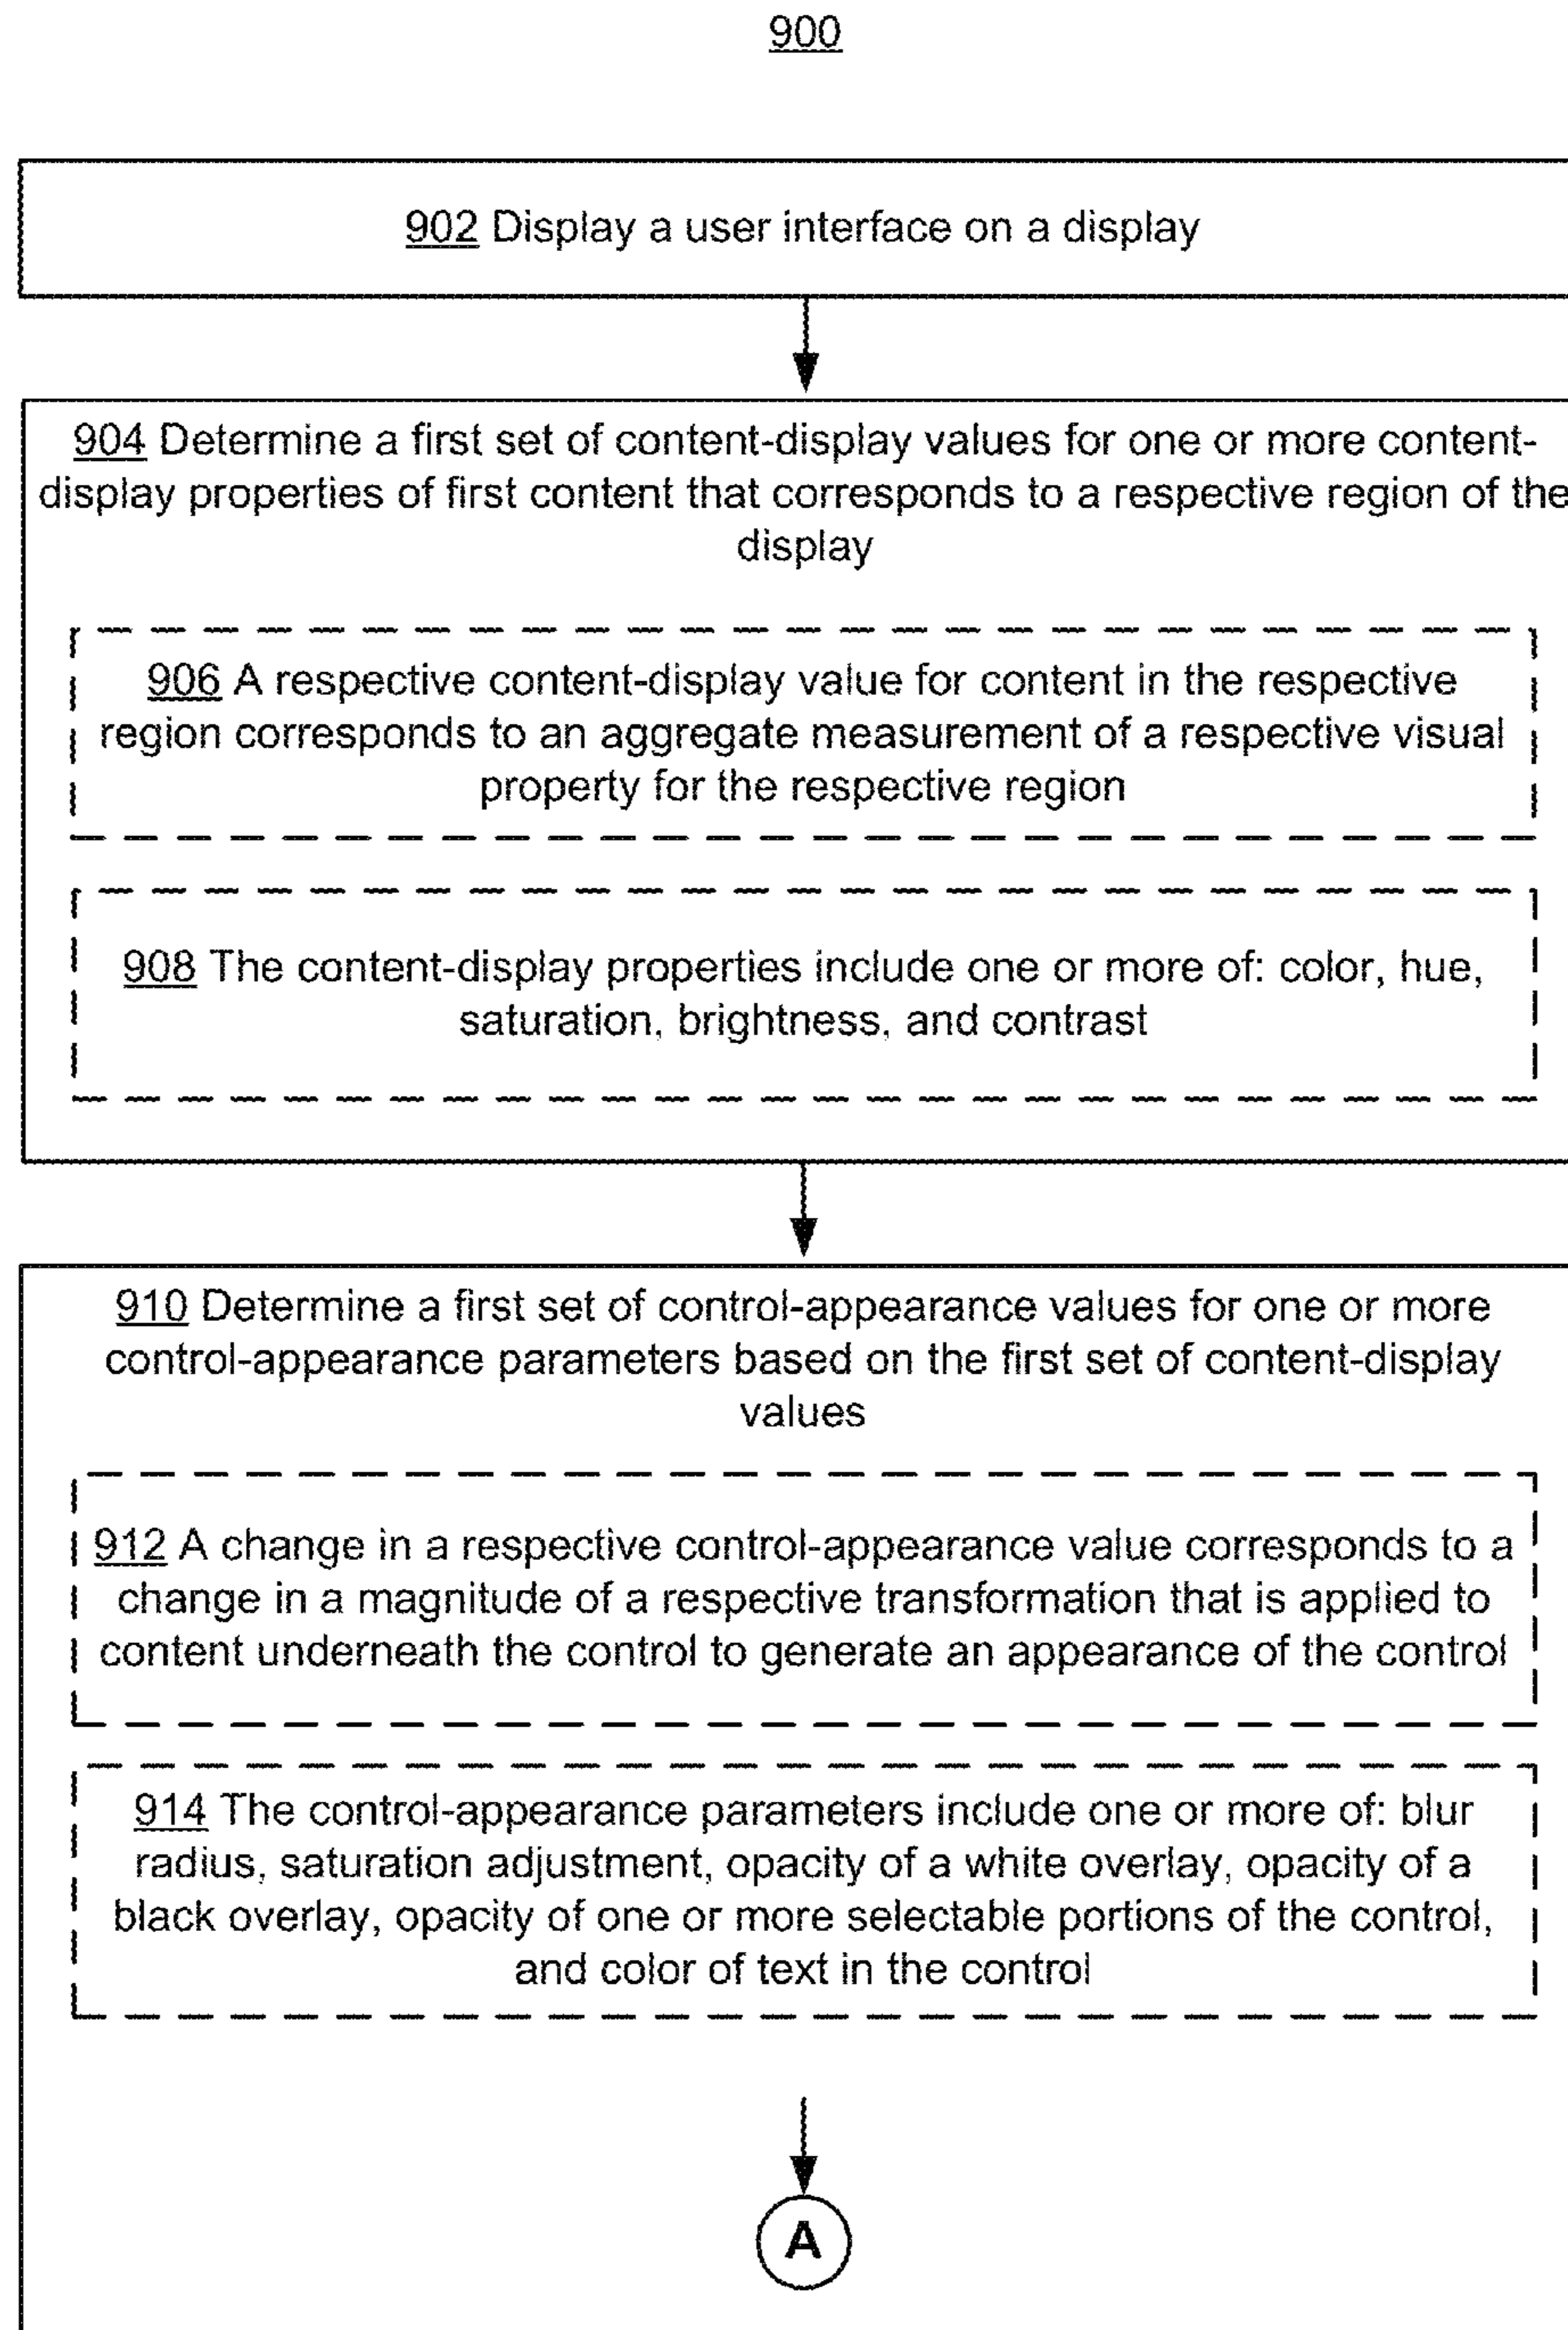 900
902 Display a user interface on a display
904 Determine a first set of content-display values for one or more content-
display properties of first content that corresponds to a respective region of the
display
906 A respective content-display value for content in the respective
region corresponds to an aggregate measurement of a respective visual
property for the respective region
908 The content-display properties include one or more of: color, hue,
saturation, brightness, and contrast
910 Determine a first set of control-appearance values for one or more
control-appearance parameters based on the first set of content-display
values
912 A change in a respective control-appearance value corresponds to a
change in a magnitude of a respective transformation that is applied to
content underneath the control to generate an appearance of the control
914 The control-appearance parameters include one or more of: blur
radius, saturation adjustment, opacity of a white overlay, opacity of a
black overlay, opacity of one or more selectable portions of the control,
and color of text in the control
A